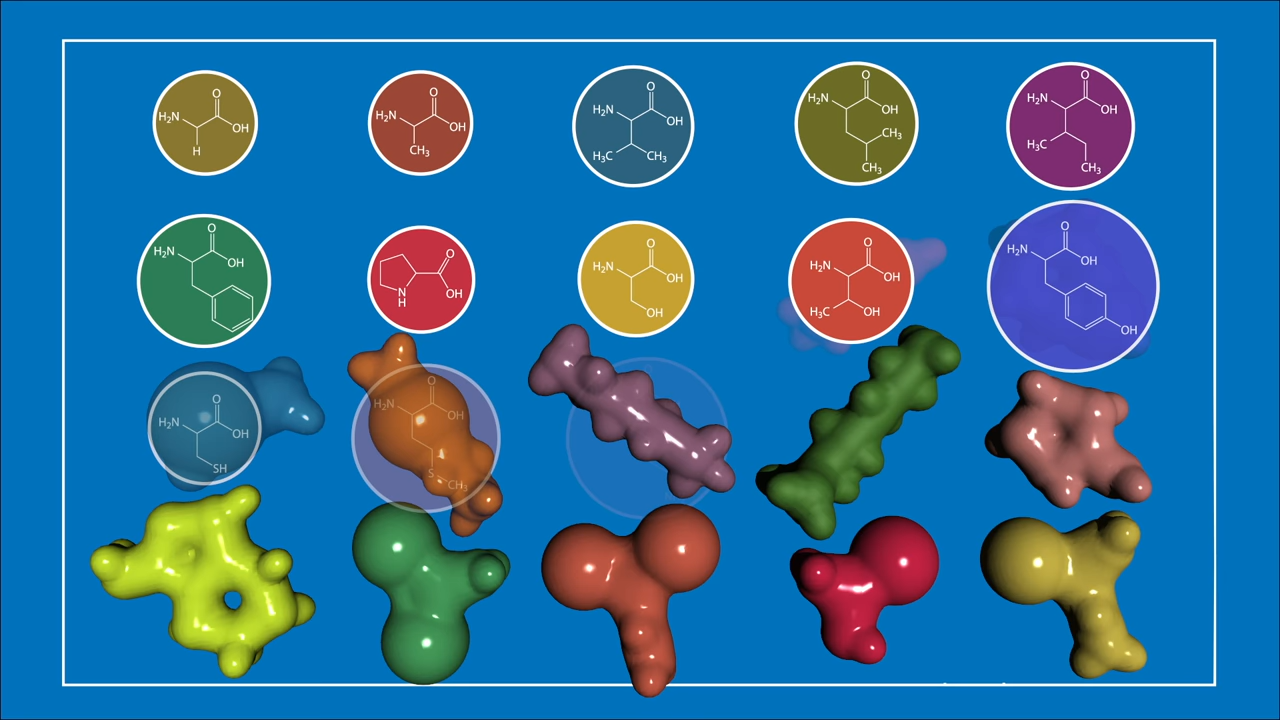 H₂N O OH H
H₂N O OH CH₃
H₂N O OH H₃C CH₃
H₂N O OH CH₃ CH₃
H₂N O OH H₃C CH₃
H₂N O OH
N H O OH
H₂N O OH OH
H₂N O OH H₃C OH
H₂N O OH OH
H₂N O OH SH
H₂N O OH S CH₃